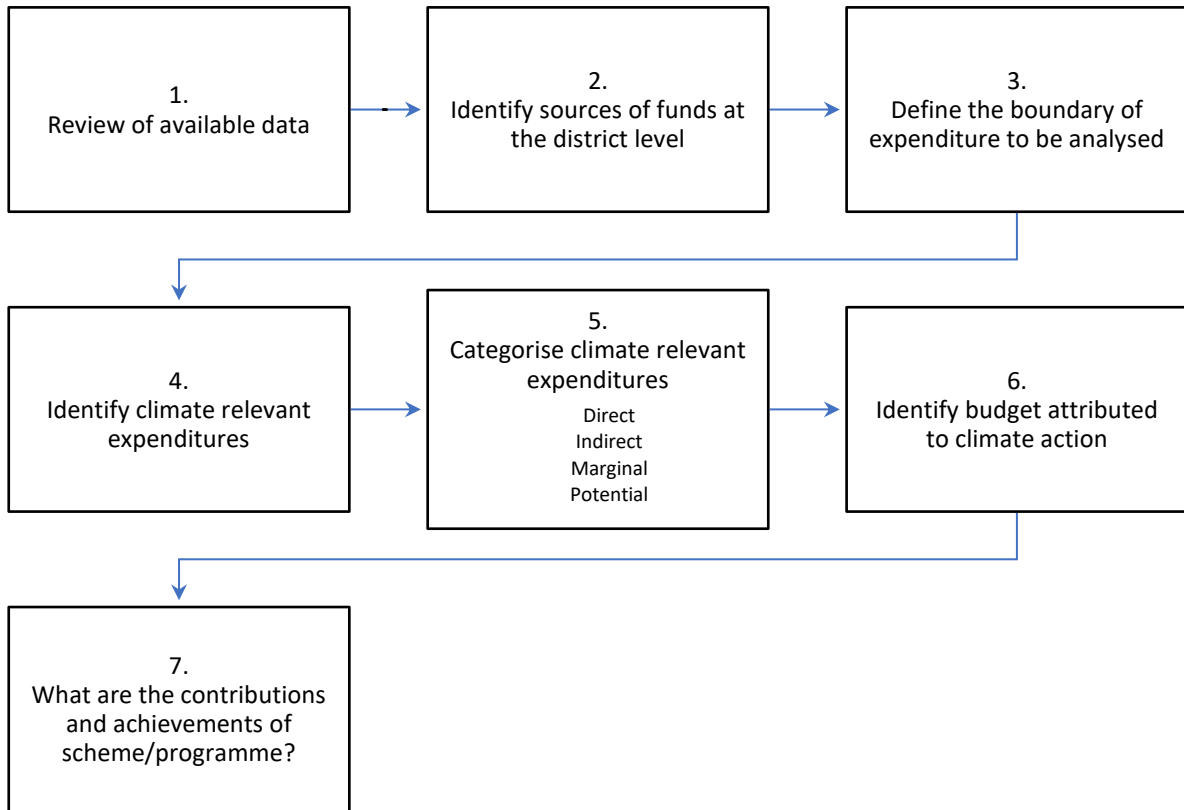 1.
Review of available data
2.
Identify sources of funds at
the district level
3.
Define the boundary of
expenditure to be analysed
4.
Identify climate relevant
expenditures
5.
Categorise climate relevant
expenditures
Direct
Indirect
Marginal
Potential
6.
Identify budget attributed
to climate action
7.
What are the contributions
and achievements of
scheme/programme?